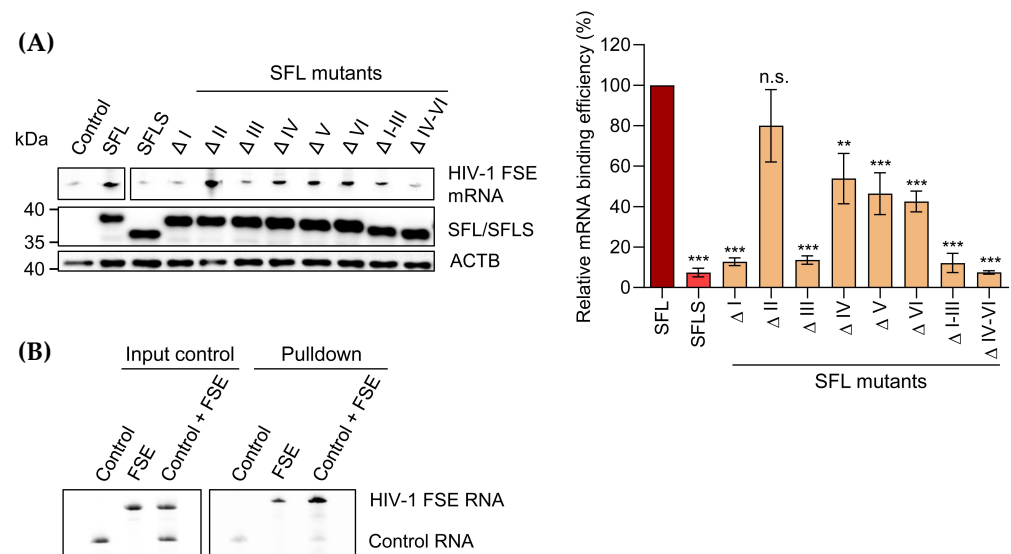 (A)
SFL mutants
kDa
Control
SFL
SFLS
Δ I
Δ II
Δ III
Δ IV
Δ V
Δ VI
Δ I-III
Δ IV-VI
HIV-1 FSE
mRNA
40
35
SFL/SFLS
40
ACTB
Relative mRNA binding efficiency (%)
120
100
80
60
40
20
0
***
***
n.s.
***
**
***
***
***
***
SFL
SFLS
Δ I
Δ II
Δ III
Δ IV
Δ V
Δ VI
Δ I-III
Δ IV-VI
SFL mutants
(B)
Input control
Pulldown
Control
FSE
Control + FSE
Control
FSE
Control + FSE
HIV-1 FSE RNA
Control RNA